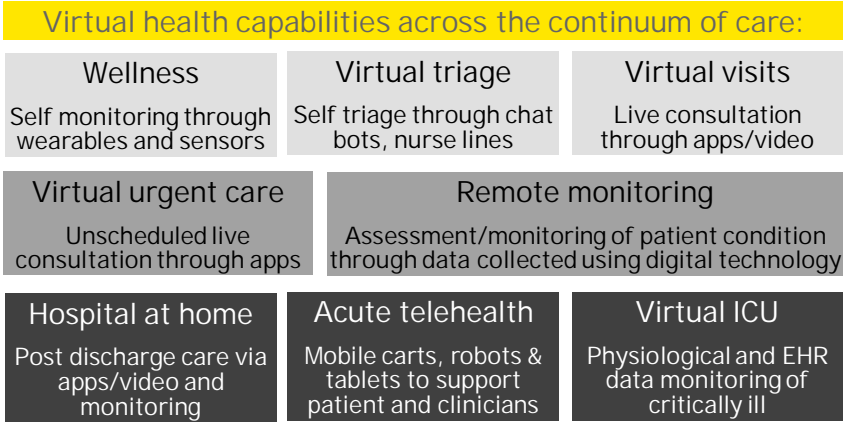 Virtual health capabilities across the continuum of care:
Wellness
Self monitoring through
wearables and sensors
Virtual triage
Self triage through chat
bots, nurse lines
Virtual visits
Live consultation
through apps/video
Virtual urgent care
Unscheduled live
consultation through apps
Remote monitoring
Assessment/monitoring of patient condition
through data collected using digital technology
Hospital at home
Post discharge care via
apps/video and
monitoring
Acute telehealth
Mobile carts, robots &
tablets to support
patient and clinicians
Virtual ICU
Physiological and EHR
data monitoring of
critically ill